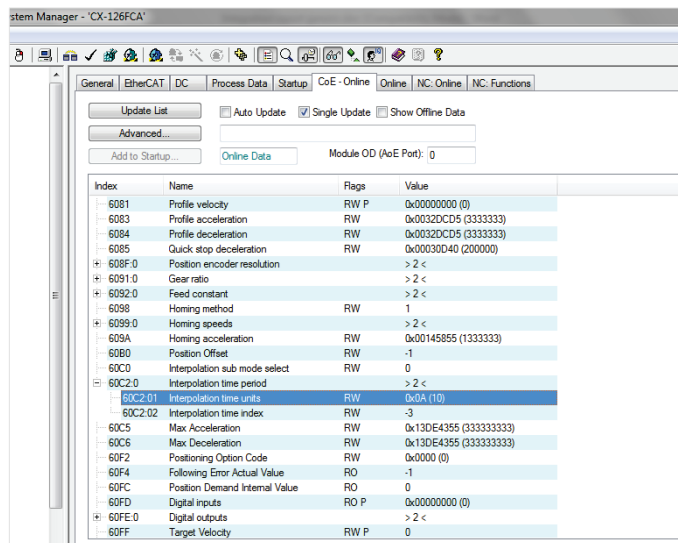 stem Manager - 'CX-126FCA'
General EtherCAT DC Process Data Startup CoE - Online Online NC: Online NC: Functions
Update List Auto Update Single Update Show Offline Data
Advanced...
Add to Startup... Online Data Module OD (AoE Port): 0
Index Name Flags Value
6081 Profile velocity RW P 0x00000000 (0)
6083 Profile acceleration RW 0x0032DCD5 (3333333)
6084 Profile deceleration RW 0x0032DCD5 (3333333)
6085 Quick stop deceleration RW 0x00030D40 (200000)
608F:0 Position encoder resolution > 2 <
6091:0 Gear ratio > 2 <
6092:0 Feed constant > 2 <
6098 Homing method RW 1
6099:0 Homing speeds > 2 <
609A Homing acceleration RW 0x00145855 (1333333)
60B0 Position Offset RW -1
60C0 Interpolation sub mode select RW 0
60C2:0 Interpolation time period > 2 <
60C2:01 Interpolation time units RW 0x0A (10)
60C2:02 Interpolation time index RW -3
60C5 Max Acceleration RW 0x13DE4355 (333333333)
60C6 Max Deceleration RW 0x13DE4355 (333333333)
60F2 Positioning Option Code RW 0x0000 (0)
60F4 Following Error Actual Value RO -1
60FC Position Demand Internal Value RO 0
60FD Digital inputs RO P 0x00000000 (0)
60FE:0 Digital outputs > 2 <
60FF Target Velocity RW P 0